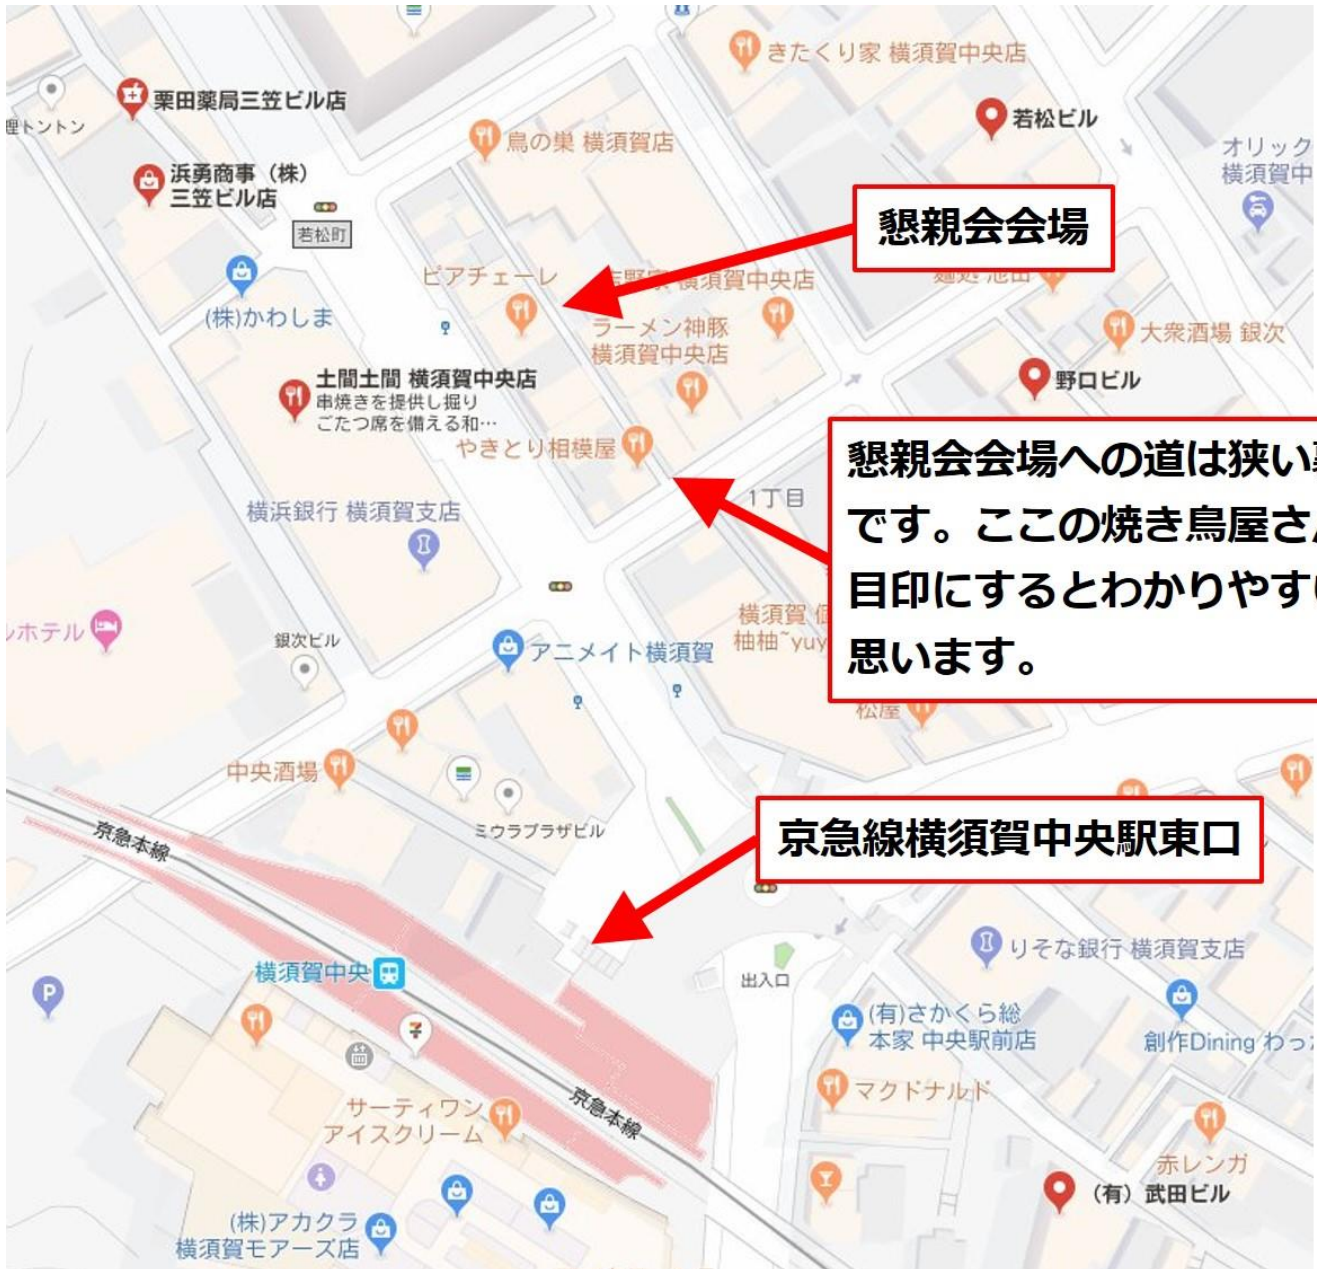 きたくり家 横須賀中央店
栗田薬局三笠ビル店
若松ビル
理トントン
鳥の巣 横須賀店
オリック
横須賀中
浜勇商事（株）
三笠ビル店
若松町
懇親会会場
ピアチェーレ
横須賀中央店
(株)かわしま
ラーメン神豚
横須賀中央店
大衆酒場 銀次
土間土間 横須賀中央店
串焼きを提供し掘り
ごたつ席を備える和…
野口ビル
やきとり相模屋
懇親会会場への道は狭い
です。ここの焼き鳥屋さ
目印にするとわかりやす
思います。
1丁目
横浜銀行 横須賀支店
ホテル
銀次ビル
アニメイト横須賀
横須賀
柚柚~yuy
松屋
中央酒場
ミウラプラザビル
京急線横須賀中央駅東口
京急本線
りそな銀行 横須賀支店
横須賀中央
出入口
(有)さかくら総
本家 中央駅前店
創作Dining わっ
マクドナルド
サーティワン
アイスクリーム
京急本線
赤レンガ
(有) 武田ビル
(株)アカクラ
横須賀モアーズ店